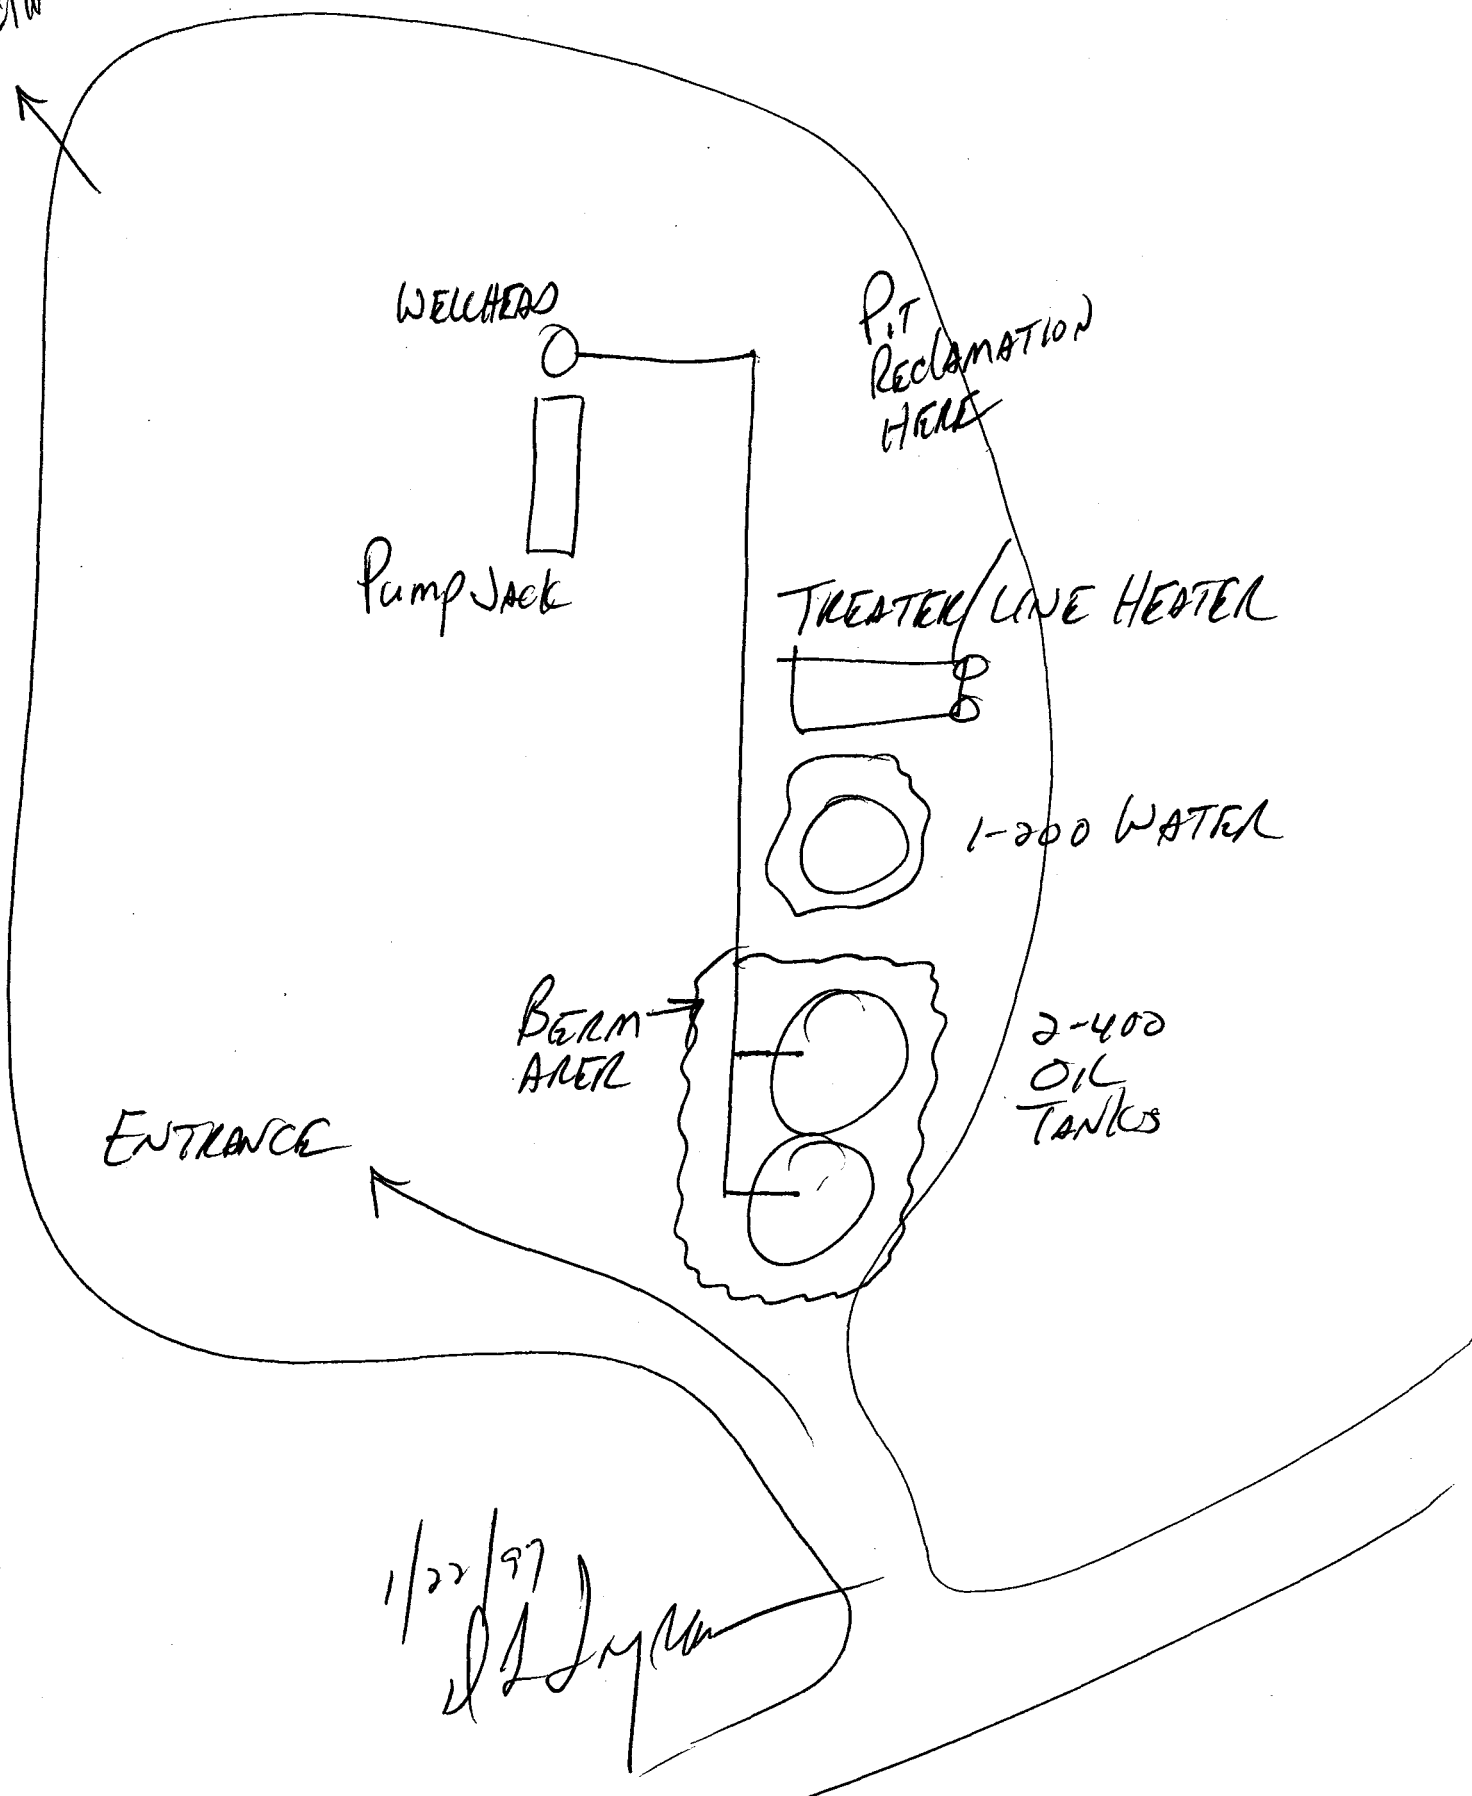 WELLHEAD
PIT
RECLAMATION
HERE
Pump JACK
TREATER/LINE HEATER
1-200 WATER
BERM
AREA
2-400
OIL
TANKS
ENTRANCE
1/22/97